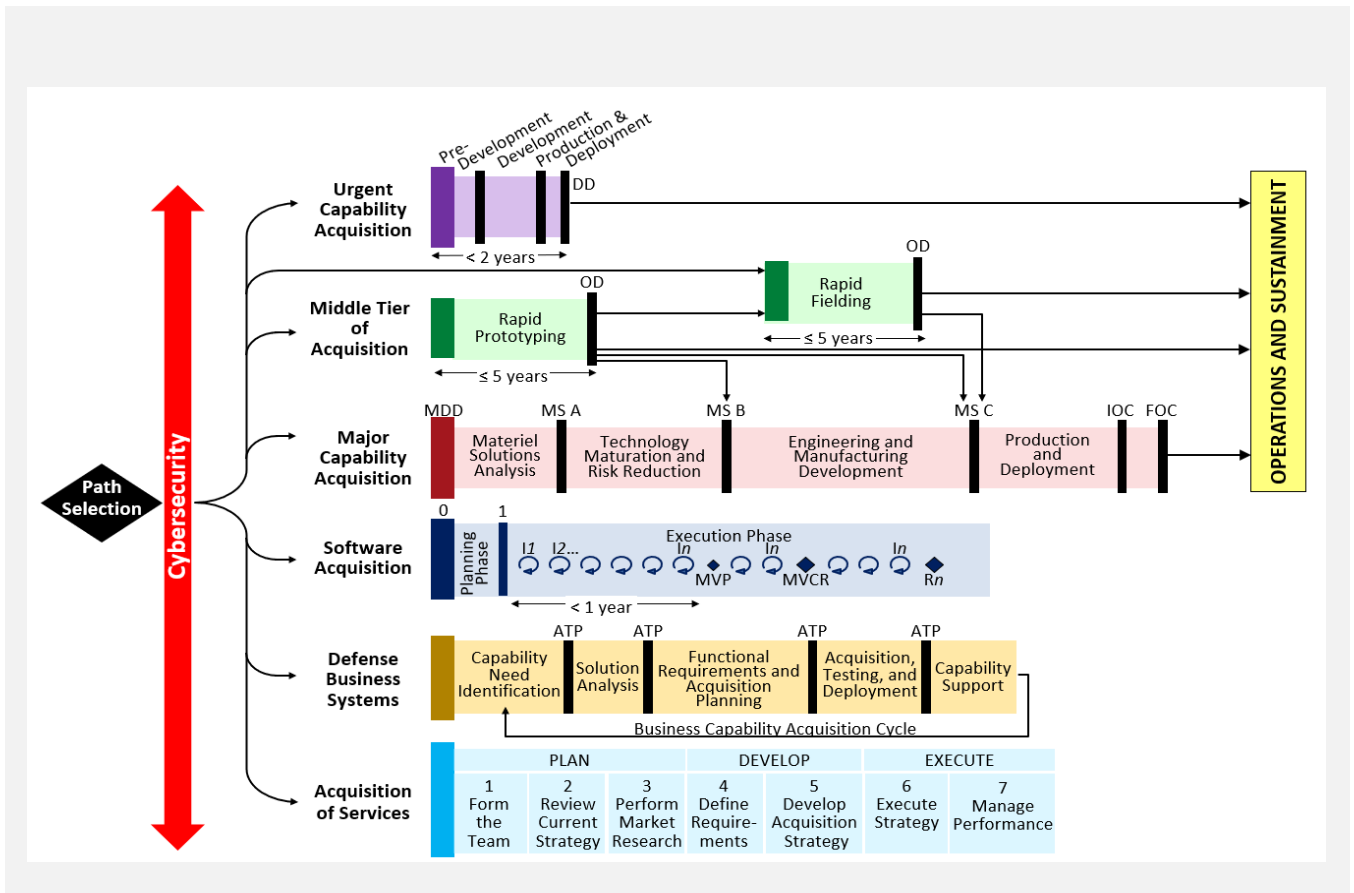 Pre-
Development
Development
Production &
Deployment
Urgent
Capability
Acquisition
DD
< 2 years
OD
Rapid
Fielding
≤ 5 years
Middle Tier
of
Acquisition
OD
Rapid
Prototyping
≤ 5 years
OPERATIONS AND SUSTAINMENT
Path
Selection
Cybersecurity
Major
Capability
Acquisition
MDD
MS A
MS B
MS C
IOC
FOC
Materiel
Solutions
Analysis
Technology
Maturation and
Risk Reduction
Engineering and
Manufacturing
Development
Production
and
Deployment
Software
Acquisition
0
1
Planning
Phase
Execution Phase
I1
I2...
In
In
In
MVP
MVCR
Rn
< 1 year
Defense
Business
Systems
ATP
ATP
ATP
ATP
Capability
Need
Identification
Solution
Analysis
Functional
Requirements and
Acquisition
Planning
Acquisition,
Testing, and
Deployment
Capability
Support
Business Capability Acquisition Cycle
Acquisition
of Services
PLAN
DEVELOP
EXECUTE
1
Form
the
Team
2
Review
Current
Strategy
3
Perform
Market
Research
4
Define
Require-
ments
5
Develop
Acquisition
Strategy
6
Execute
Strategy
7
Manage
Performance